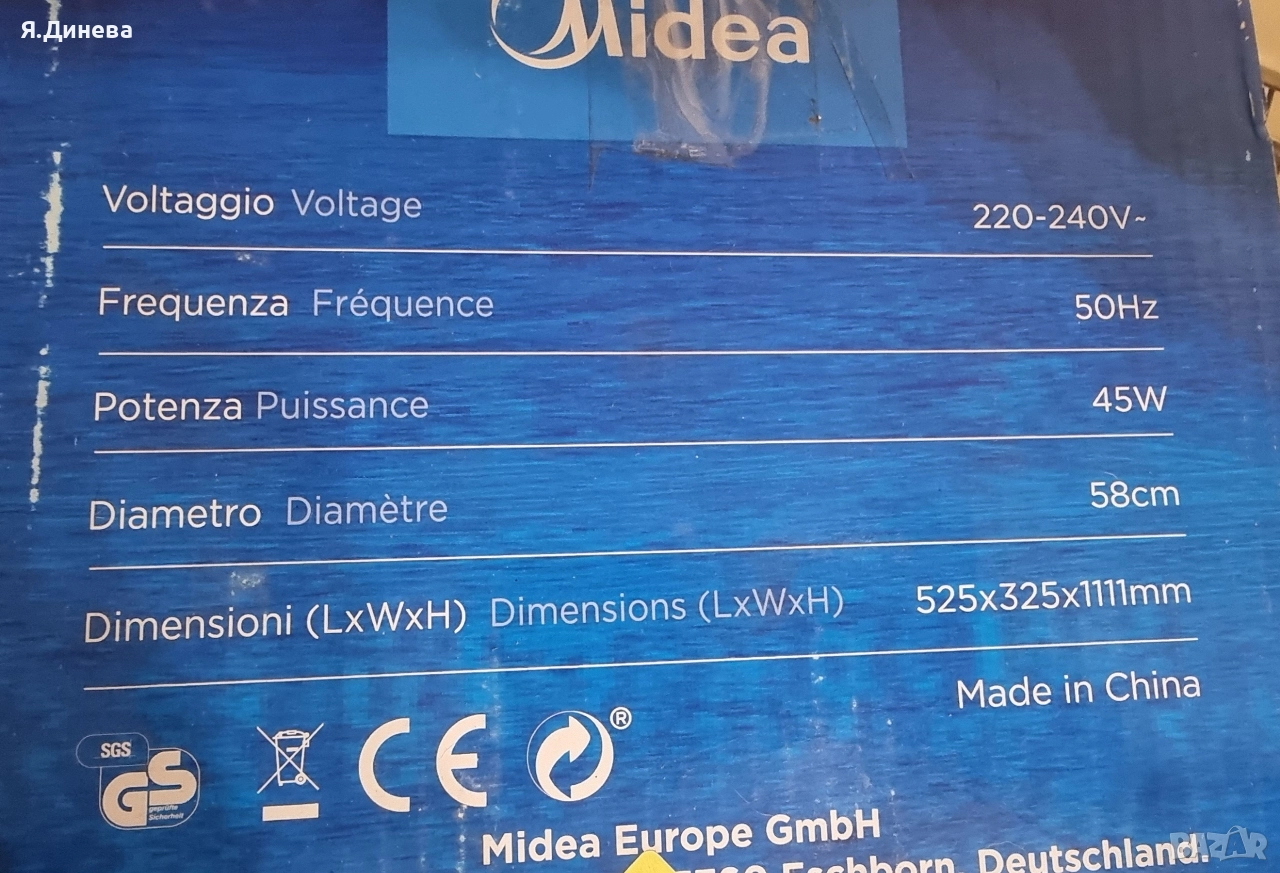 Я.Динева
Midea
Voltaggio Voltage 220-240V~
Frequenza Fréquence 50Hz
Potenza Puissance 45W
Diametro Diamètre 58cm
Dimensioni (LxWxH) Dimensions (LxWxH) 525x325x1111mm
Made in China
SGS
GS
geprüfte
Sicherheit
CE
®
Midea Europe GmbH
Eschborn, Deutschland.
BAZAR